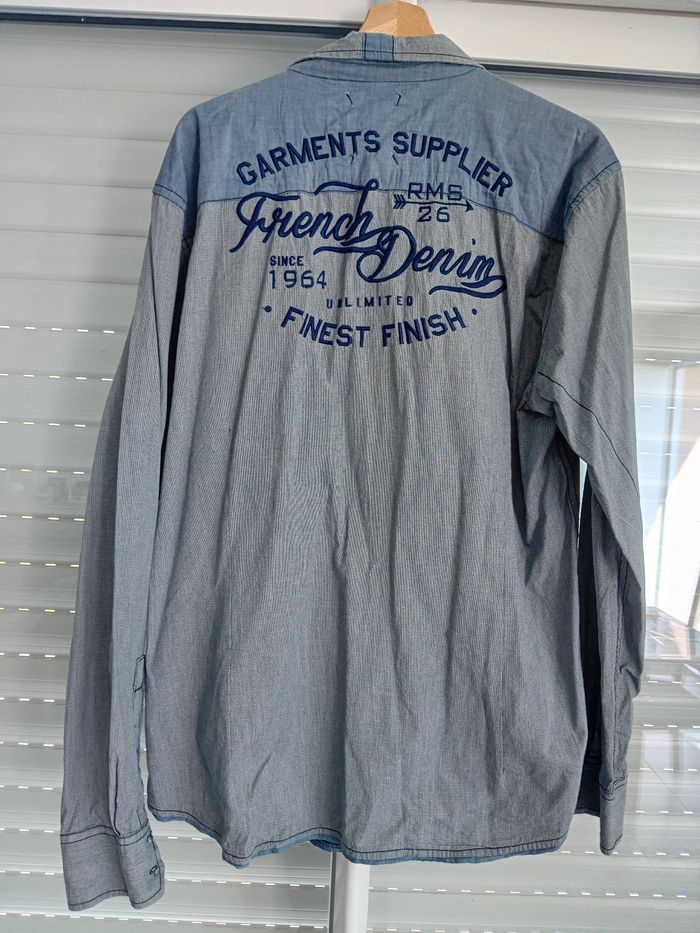 GARMENTS SUPPLIER
French
RMS
26
Denim
SINCE
1964
UNLIMITED
• FINEST FINISH •